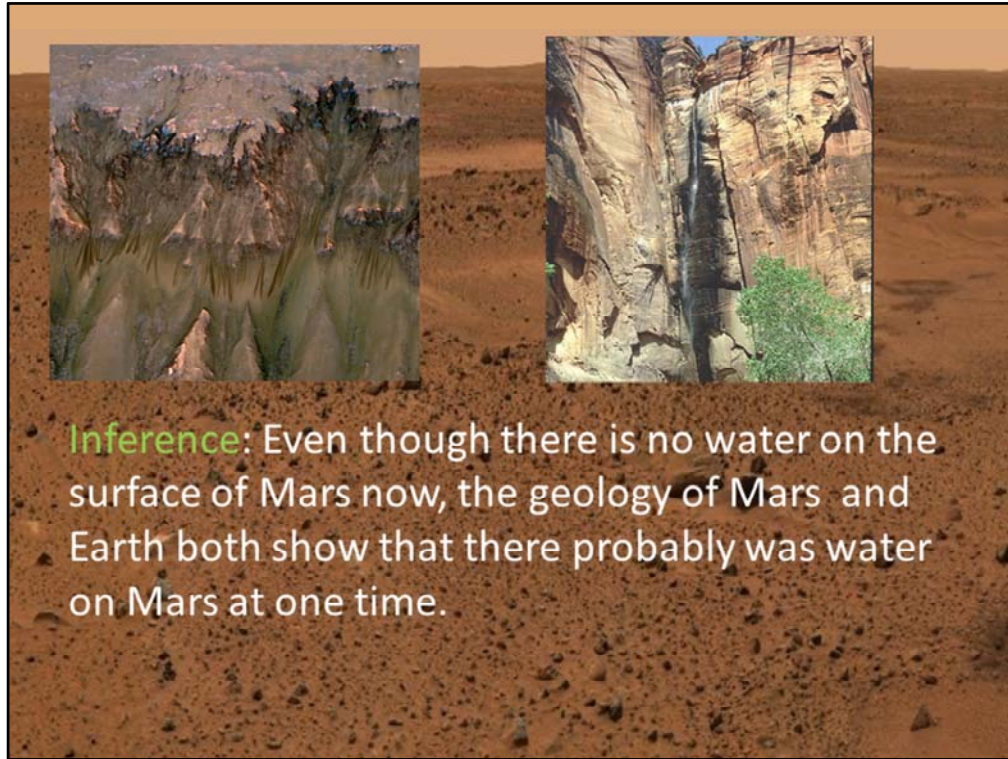 Inference: Even though there is no water on the
surface of Mars now, the geology of Mars  and
Earth both show that there probably was water
on Mars at one time.